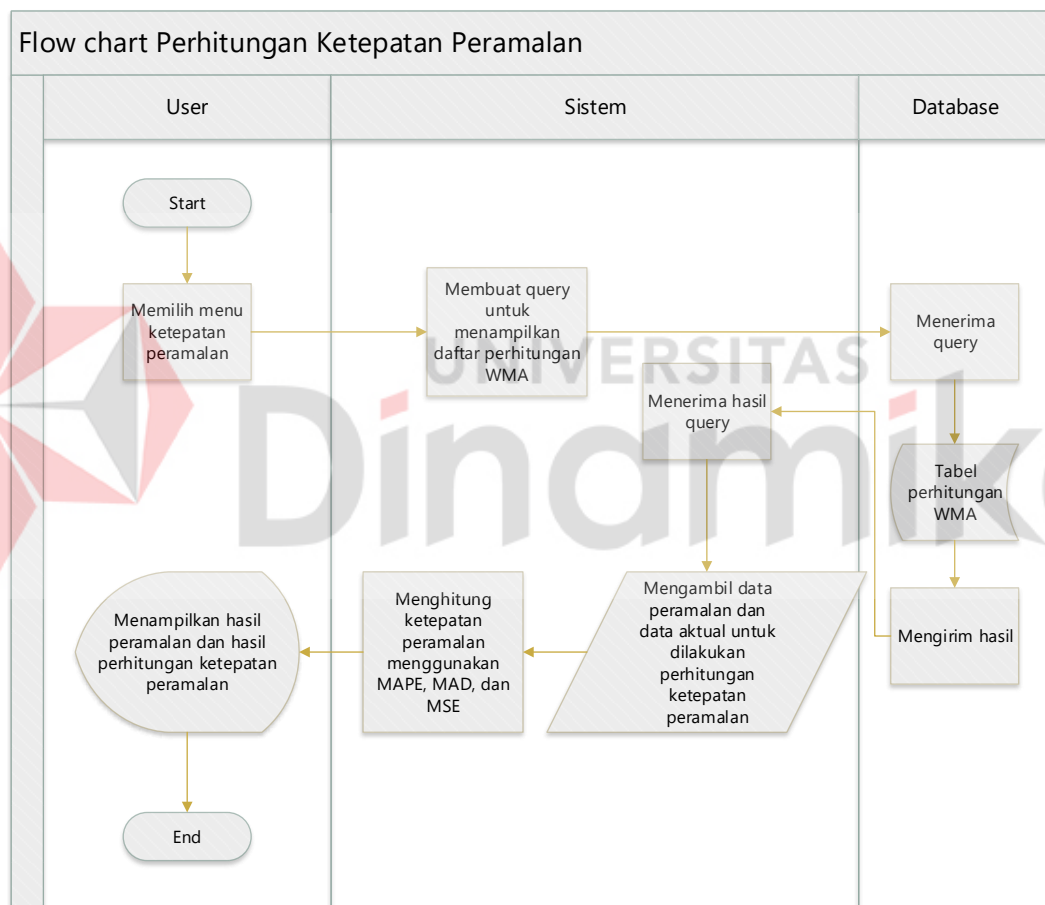 Flow chart Perhitungan Ketepatan Peramalan
User
Sistem
Database
Start
Memilih menu
ketepatan
peramalan
Membuat query
untuk
menampilkan
daftar perhitungan
WMA
Menerima
query
UNIVERSITAS
Dinamika
Menerima hasil
query
Tabel
perhitungan
WMA
Mengirim hasil
Mengambil data
peramalan dan
data aktual untuk
dilakukan
perhitungan
ketepatan
peramalan
Menghitung
ketepatan
peramalan
menggunakan
MAPE, MAD, dan
MSE
Menampilkan hasil
peramalan dan hasil
perhitungan ketepatan
peramalan
End